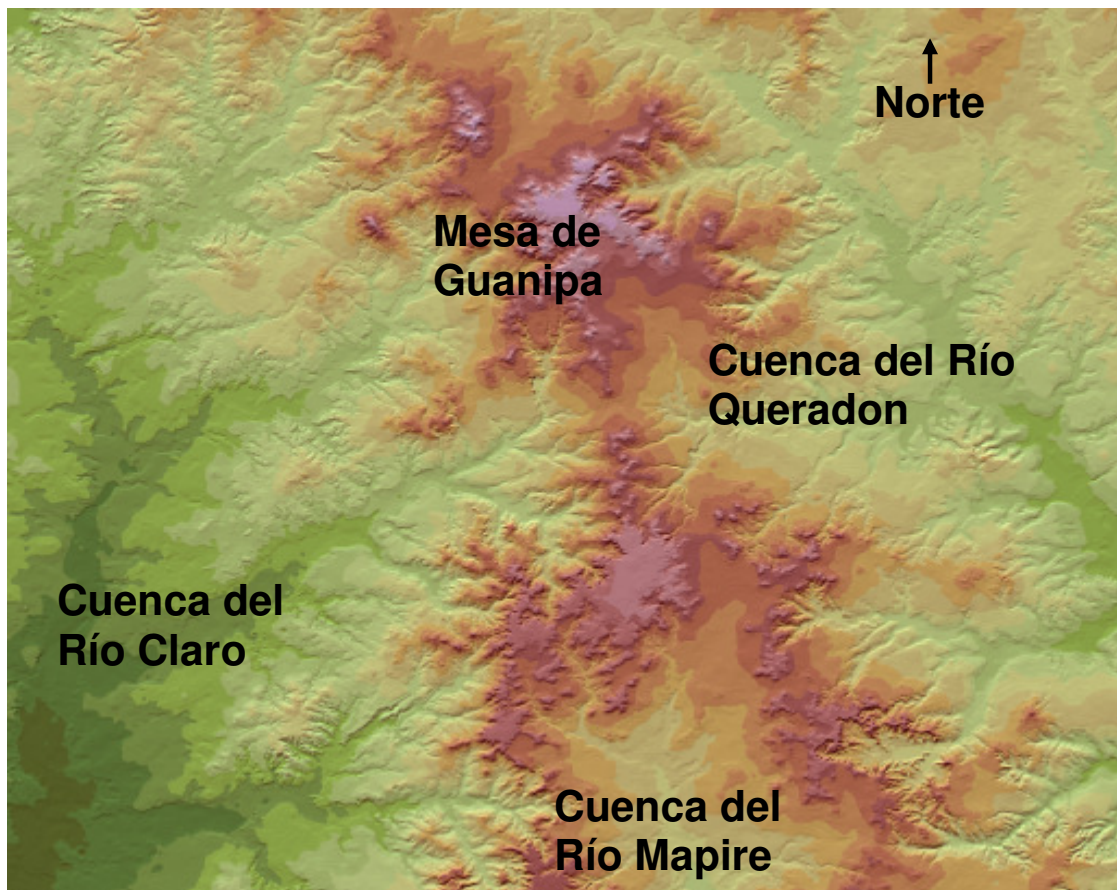 Norte
Mesa de
Guanipa
Cuenca del Río
Queradon
Cuenca del
Río Claro
Cuenca del
Río Mapire